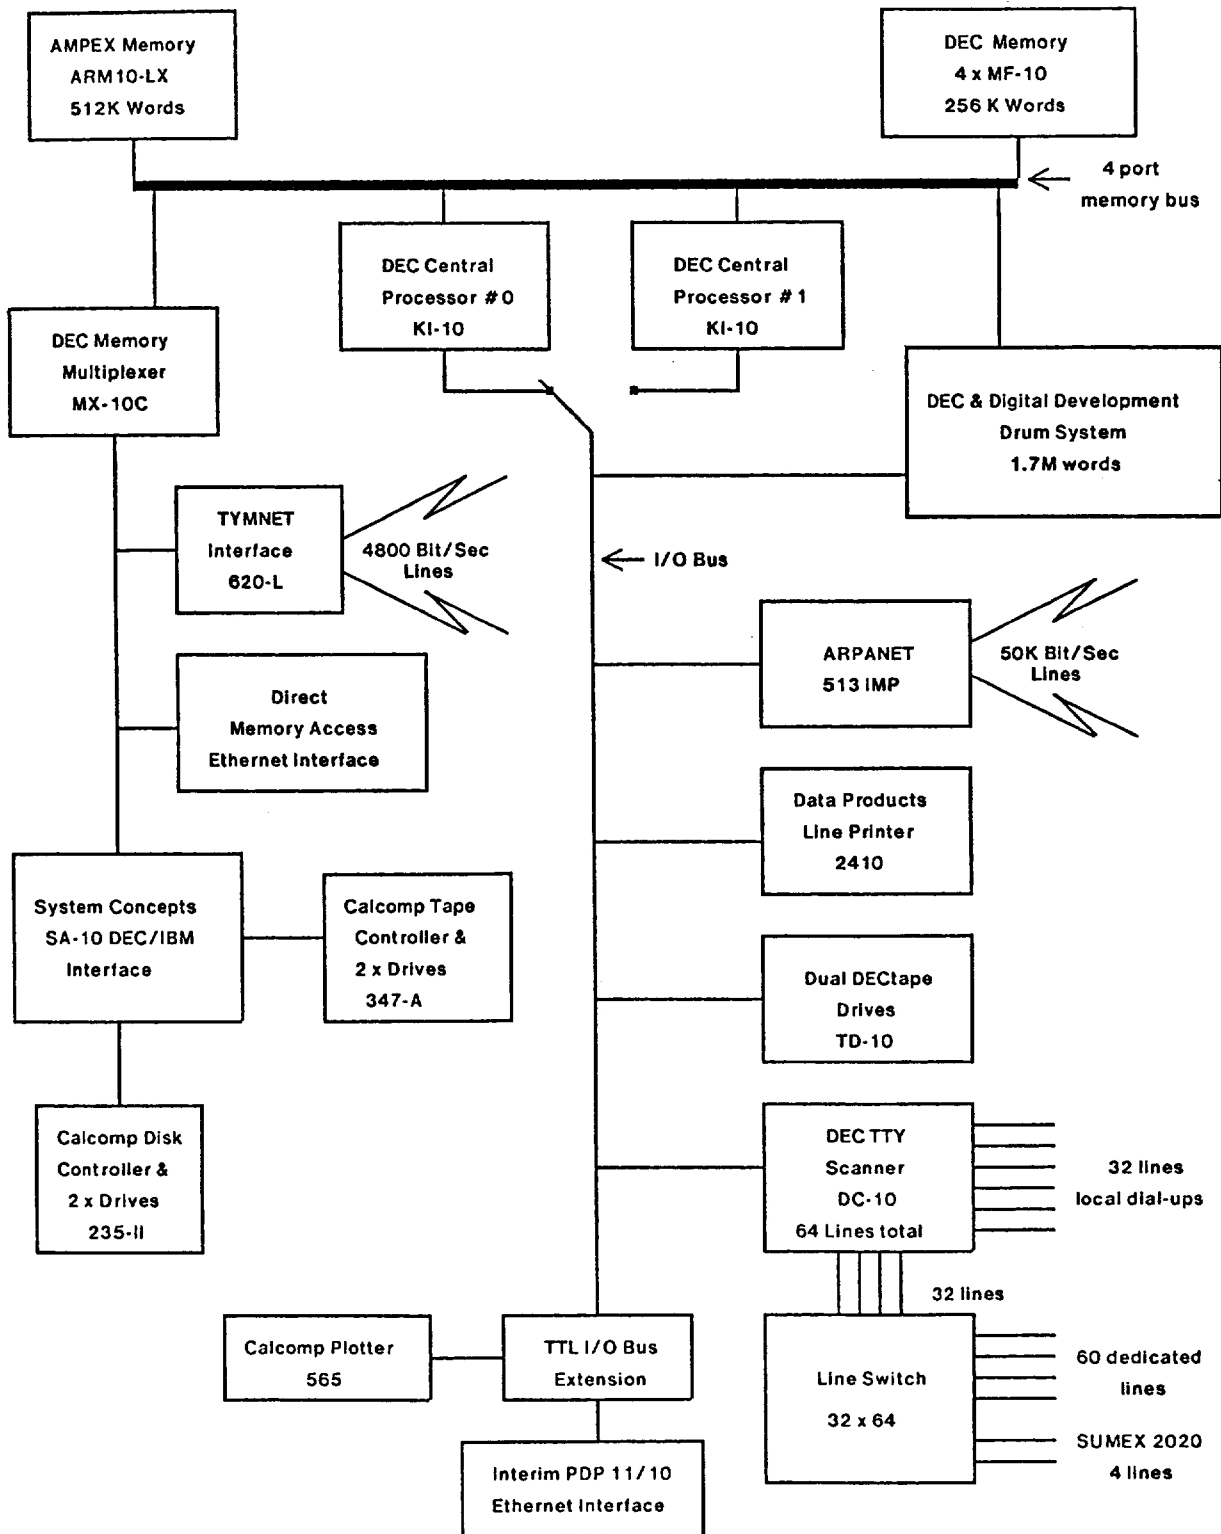 AMPEX Memory
ARM10-LX
512K Words
DEC Memory
4 x MF-10
256 K Words
4 port
memory bus
DEC Central
Processor #0
KI-10
DEC Central
Processor #1
KI-10
DEC Memory
Multiplexer
MX-10C
DEC & Digital Development
Drum System
1.7M words
TYMNET
Interface
620-L
4800 Bit/Sec
Lines
I/O Bus
ARPANET
513 IMP
50K Bit/Sec
Lines
Direct
Memory Access
Ethernet Interface
Data Products
Line Printer
2410
System Concepts
SA-10 DEC/IBM
Interface
Calcomp Tape
Controller &
2 x Drives
347-A
Dual DECtape
Drives
TD-10
Calcomp Disk
Controller &
2 x Drives
235-II
DEC TTY
Scanner
DC-10
64 Lines total
32 lines
local dial-ups
32 lines
Calcomp Plotter
565
TTL I/O Bus
Extension
Line Switch
32 x 64
60 dedicated
lines
SUMEX 2020
4 lines
Interim PDP 11/10
Ethernet Interface